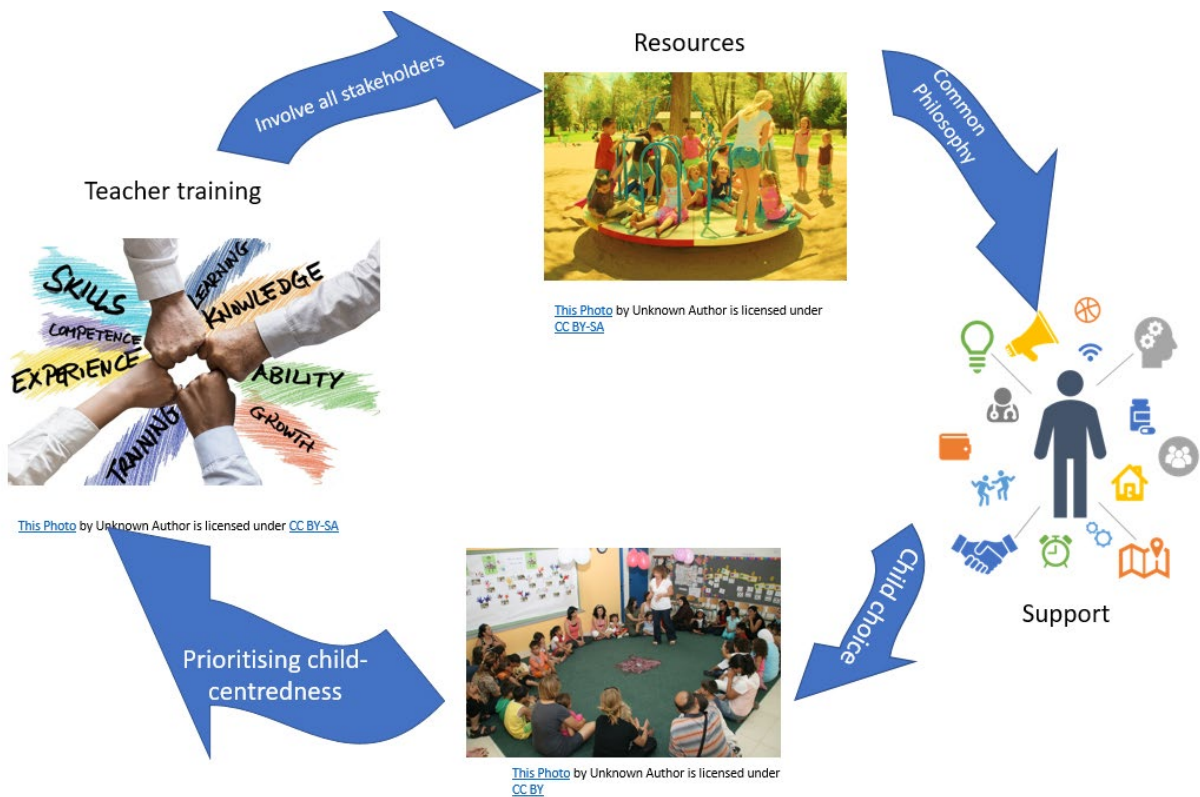 Involve all stakeholders
Resources
Common
Philosophy
Teacher training
SKILLS
LEARNING
KNOWLEDGE
COMPETENCE
EXPERIENCE
ABILITY
TRAINING
GROWTH
This Photo by Unknown Author is licensed under
CC BY-SA
This Photo by Unknown Author is licensed under CC BY-SA
Child choice
Support
Prioritising child-
centredness
This Photo by Unknown Author is licensed under
CC BY